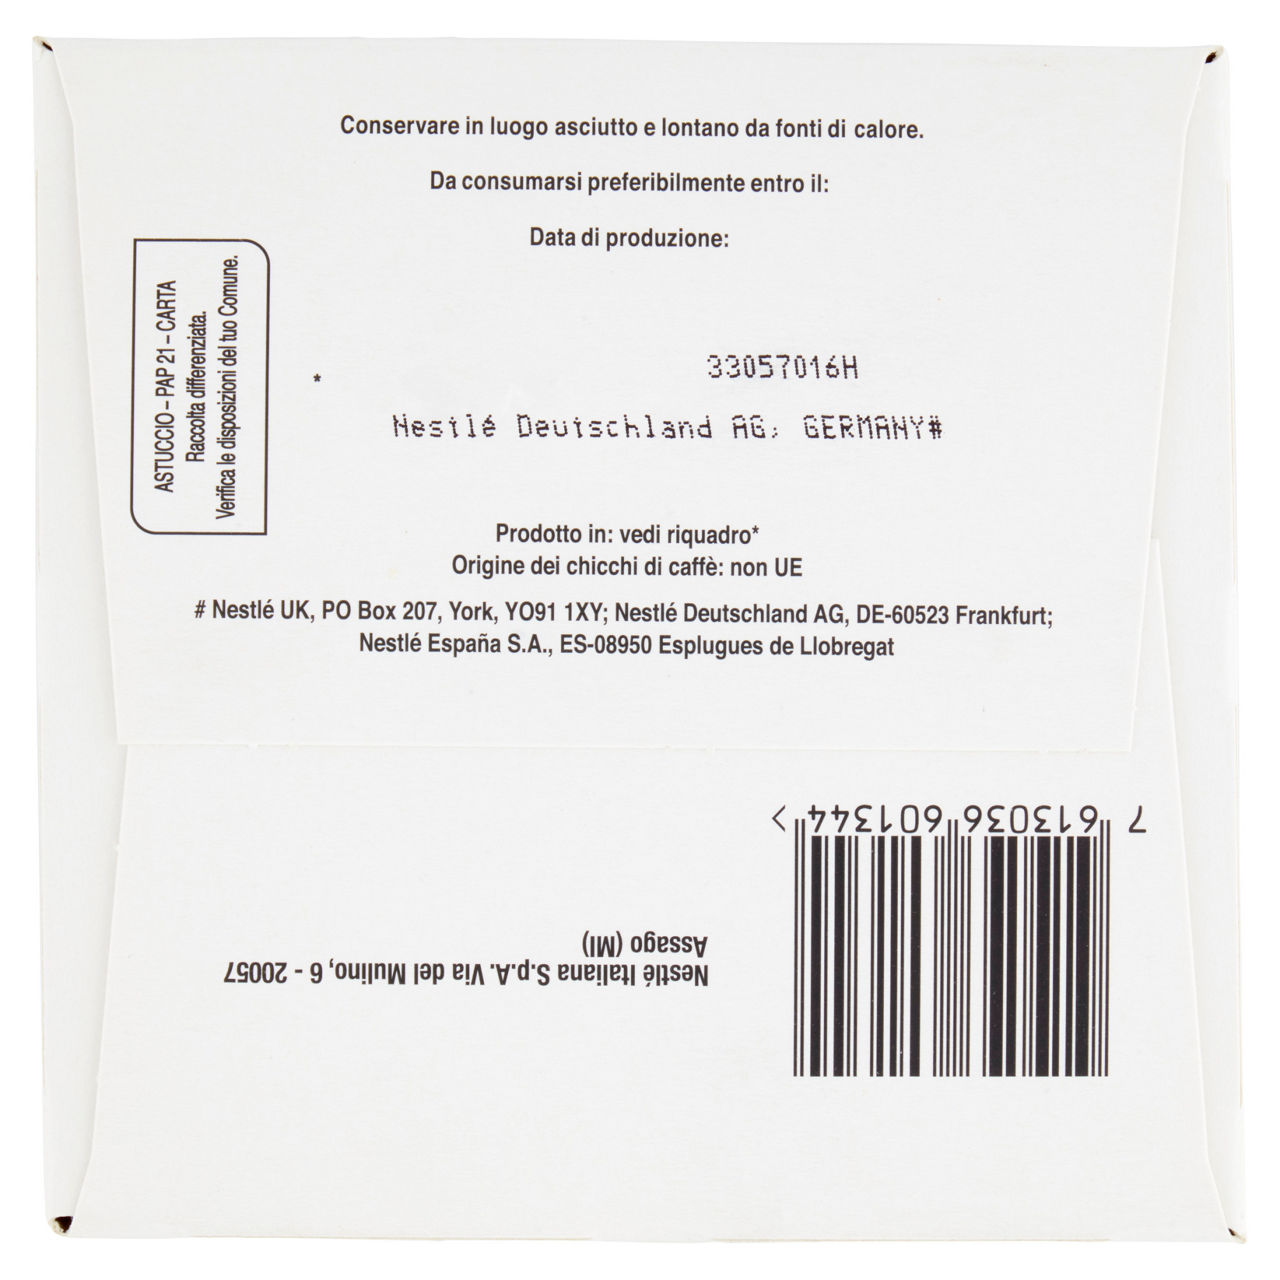 Conservare in luogo asciutto e lontano da fonti di calore.
Da consumarsi preferibilmente entro il:
Data di produzione:
ASTUCCIO – PAP 21 – CARTA
Raccolta differenziata.
Verifica le disposizioni del tuo Comune.
*
33057016H
Nestlé Deutschland AG, GERMANY#
Prodotto in: vedi riquadro*
Origine dei chicchi di caffè: non UE
# Nestlé UK, PO Box 207, York, YO91 1XY; Nestlé Deutschland AG, DE-60523 Frankfurt;
Nestlé España S.A., ES-08950 Esplugues de Llobregat
7 613036 601344 >
Nestlé Italiana S.p.A. Via del Mulino, 6 - 20057
Assago (MI)